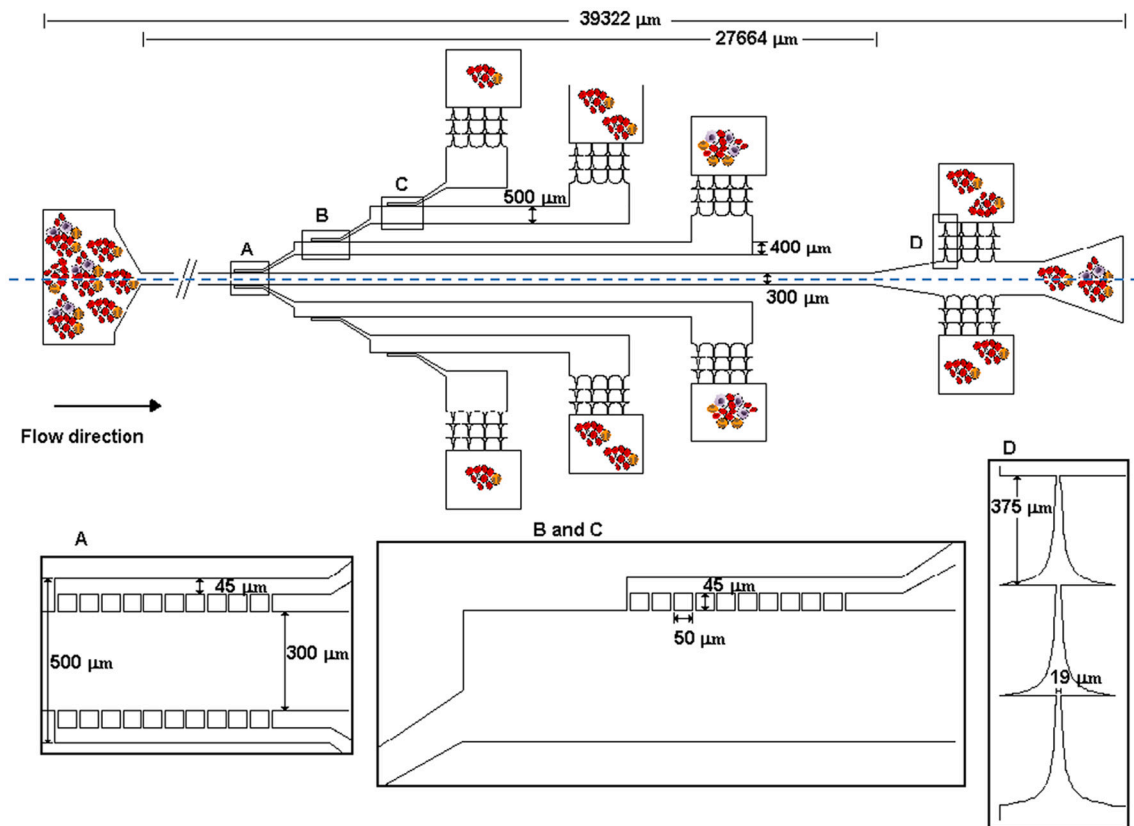 39322 µm
27664 µm
C
500 µm
B
D
A
400 µm
300 µm
Flow direction
A
45 µm
500 µm
300 µm
B and C
45 µm
50 µm
D
375 µm
19 µm